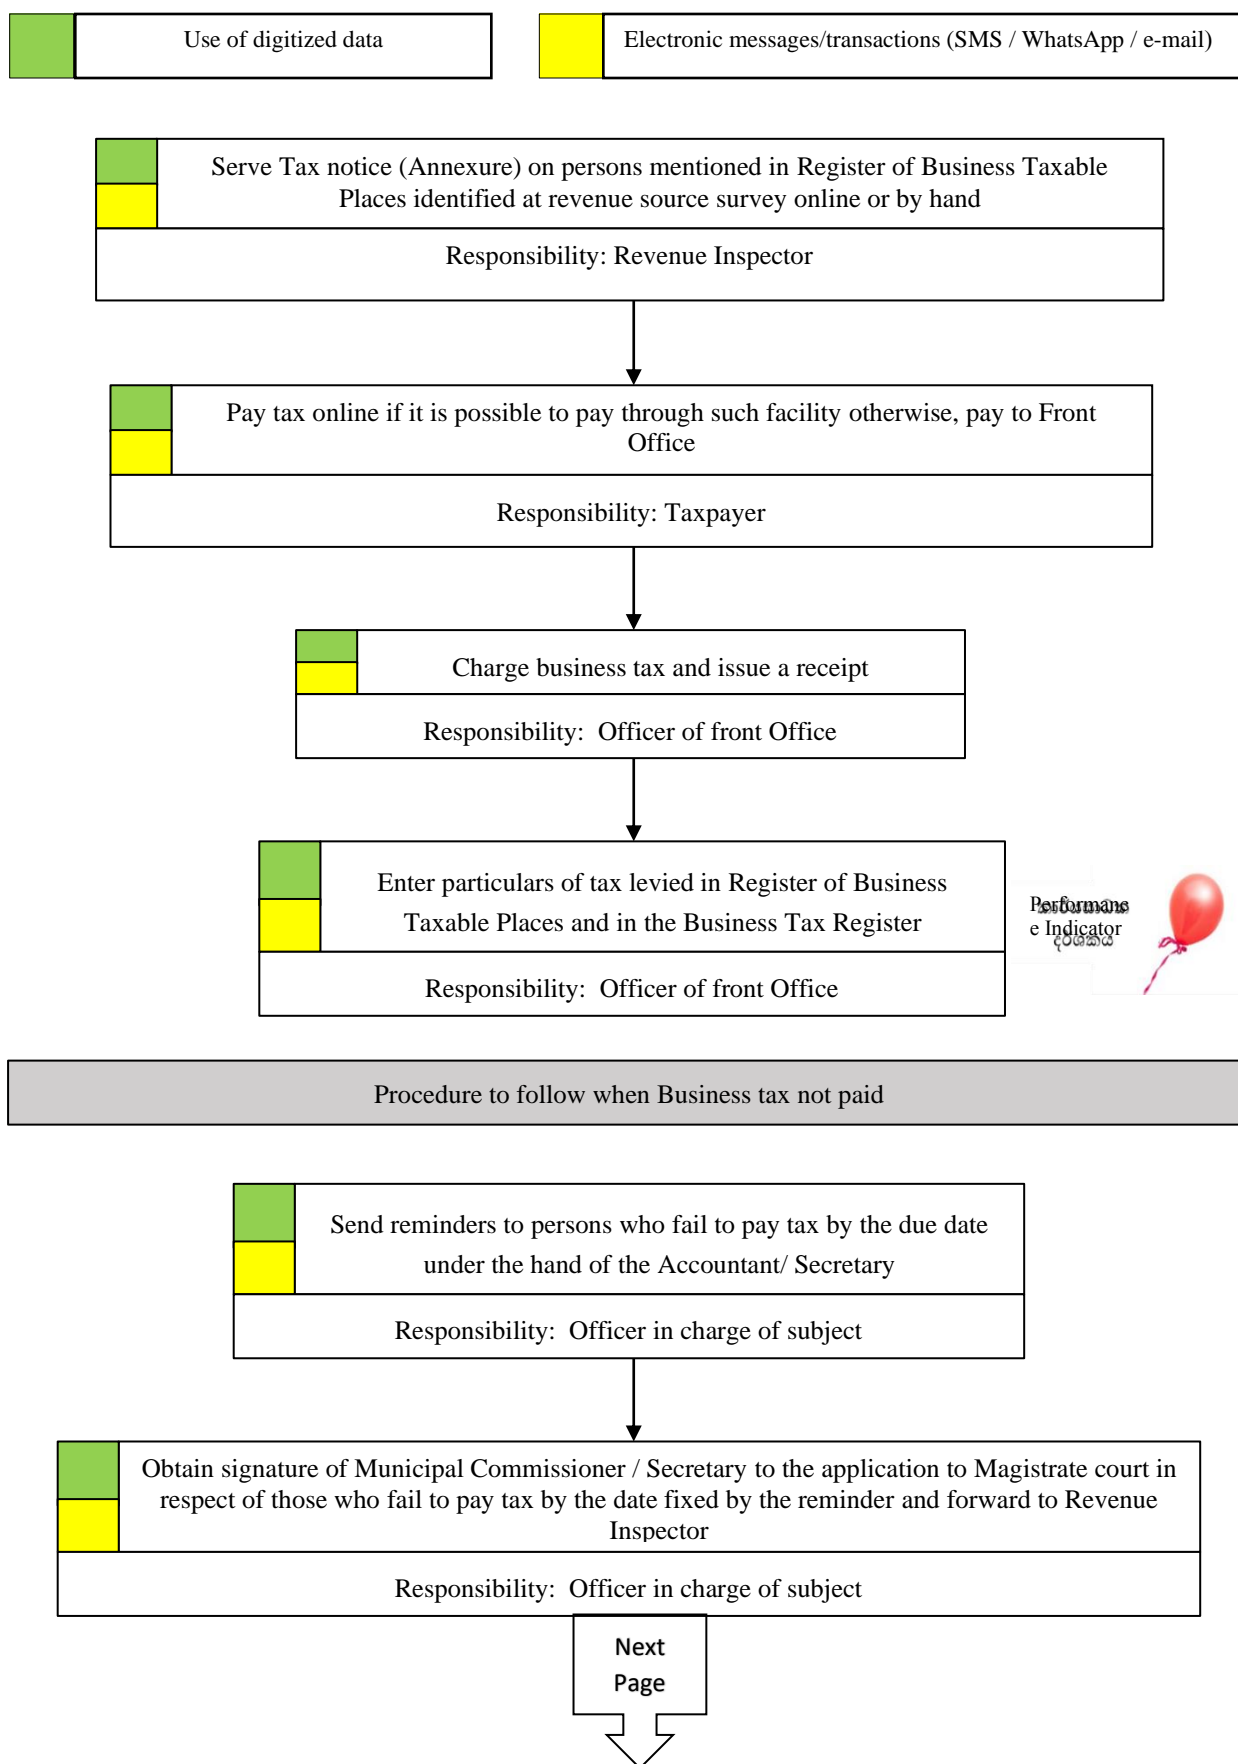 Use of digitized data
Electronic messages/transactions (SMS / WhatsApp / e-mail)
Serve Tax notice (Annexure) on persons mentioned in Register of Business Taxable
Places identified at revenue source survey online or by hand
Responsibility: Revenue Inspector
Pay tax online if it is possible to pay through such facility otherwise, pay to Front
Office
Responsibility: Taxpayer
Charge business tax and issue a receipt
Responsibility:  Officer of front Office
Enter particulars of tax levied in Register of Business
Taxable Places and in the Business Tax Register
Responsibility:  Officer of front Office
Performanc
e Indicator
දර්ශකය
Procedure to follow when Business tax not paid
Send reminders to persons who fail to pay tax by the due date
under the hand of the Accountant/ Secretary
Responsibility:  Officer in charge of subject
Obtain signature of Municipal Commissioner / Secretary to the application to Magistrate court in
respect of those who fail to pay tax by the date fixed by the reminder and forward to Revenue
Inspector
Responsibility:  Officer in charge of subject
Next
Page